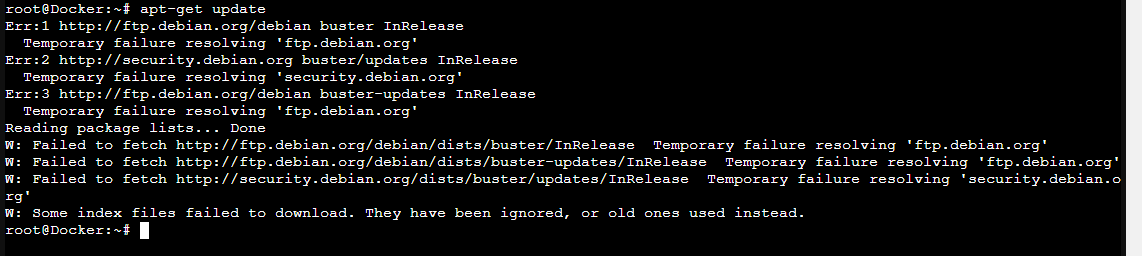 root@Docker:~# apt-get update
Err:1 http://ftp.debian.org/debian buster InRelease
  Temporary failure resolving 'ftp.debian.org'
Err:2 http://security.debian.org buster/updates InRelease
  Temporary failure resolving 'security.debian.org'
Err:3 http://ftp.debian.org/debian buster-updates InRelease
  Temporary failure resolving 'ftp.debian.org'
Reading package lists... Done
W: Failed to fetch http://ftp.debian.org/debian/dists/buster/InRelease  Temporary failure resolving 'ftp.debian.org'
W: Failed to fetch http://ftp.debian.org/debian/dists/buster-updates/InRelease  Temporary failure resolving 'ftp.debian.org'
W: Failed to fetch http://security.debian.org/dists/buster/updates/InRelease  Temporary failure resolving 'security.debian.o
rg'
W: Some index files failed to download. They have been ignored, or old ones used instead.
root@Docker:~#